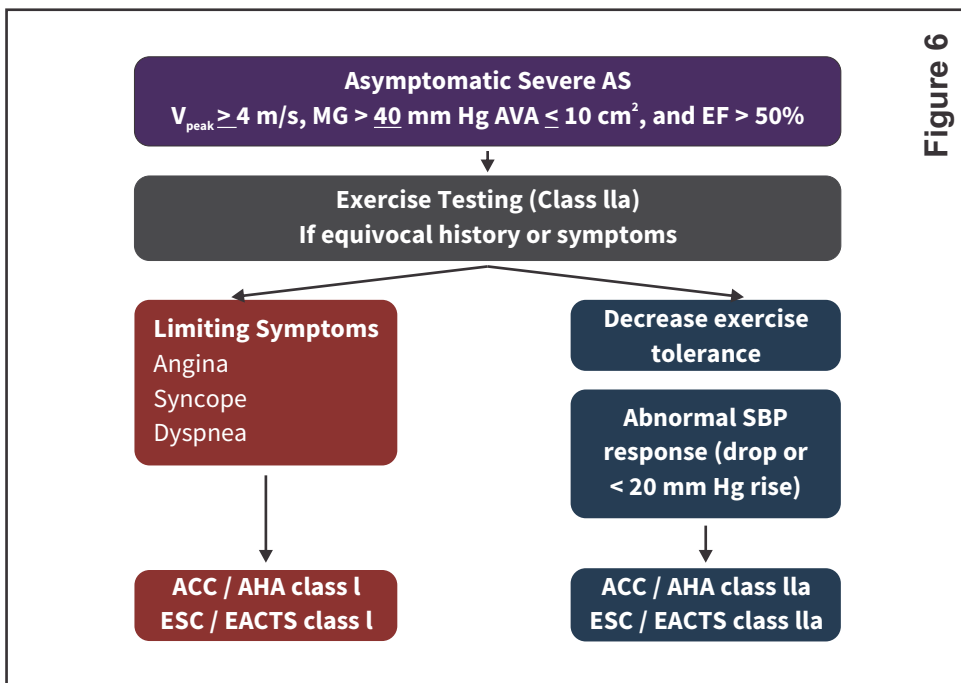 Figure 6
Asymptomatic Severe AS
V_peak ≥ 4 m/s, MG > 40 mm Hg AVA ≤ 10 cm², and EF > 50%
Exercise Testing (Class lla)
If equivocal history or symptoms
Limiting Symptoms
Angina
Syncope
Dyspnea
Decrease exercise
tolerance
Abnormal SBP
response (drop or
< 20 mm Hg rise)
ACC / AHA class l
ESC / EACTS class l
ACC / AHA class lla
ESC / EACTS class lla